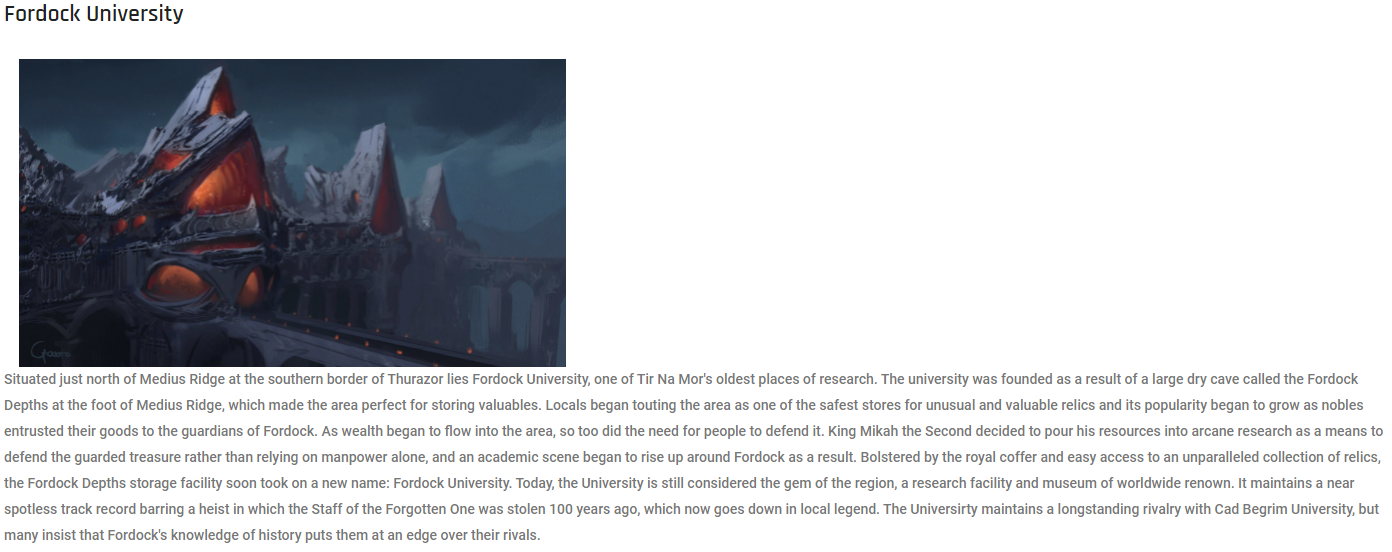 Fordock University
Situated just north of Medius Ridge at the southern border of Thurazor lies Fordock University, one of Tir Na Mor's oldest places of research. The university was founded as a result of a large dry cave called the Fordock
Depths at the foot of Medius Ridge, which made the area perfect for storing valuables. Locals began touting the area as one of the safest stores for unusual and valuable relics and its popularity began to grow as nobles
entrusted their goods to the guardians of Fordock. As wealth began to flow into the area, so too did the need for people to defend it. King Mikah the Second decided to pour his resources into arcane research as a means to
defend the guarded treasure rather than relying on manpower alone, and an academic scene began to rise up around Fordock as a result. Bolstered by the royal coffer and easy access to an unparalleled collection of relics,
the Fordock Depths storage facility soon took on a new name: Fordock University. Today, the University is still considered the gem of the region, a research facility and museum of worldwide renown. It maintains a near
spotless track record barring a heist in which the Staff of the Forgotten One was stolen 100 years ago, which now goes down in local legend. The Universirty maintains a longstanding rivalry with Cad Begrim University, but
many insist that Fordock's knowledge of history puts them at an edge over their rivals.